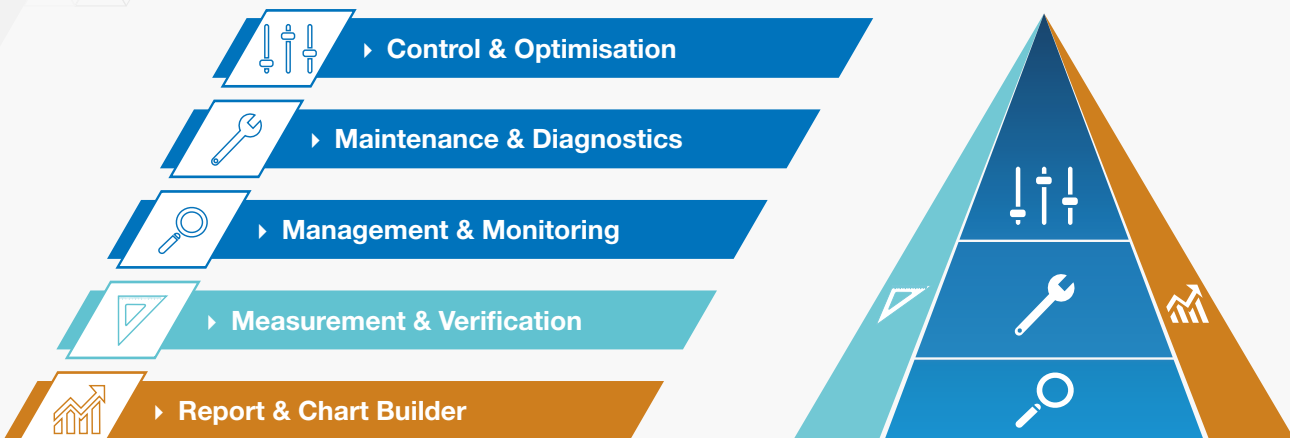 Control & Optimisation
Maintenance & Diagnostics
Management & Monitoring
Measurement & Verification
Report & Chart Builder